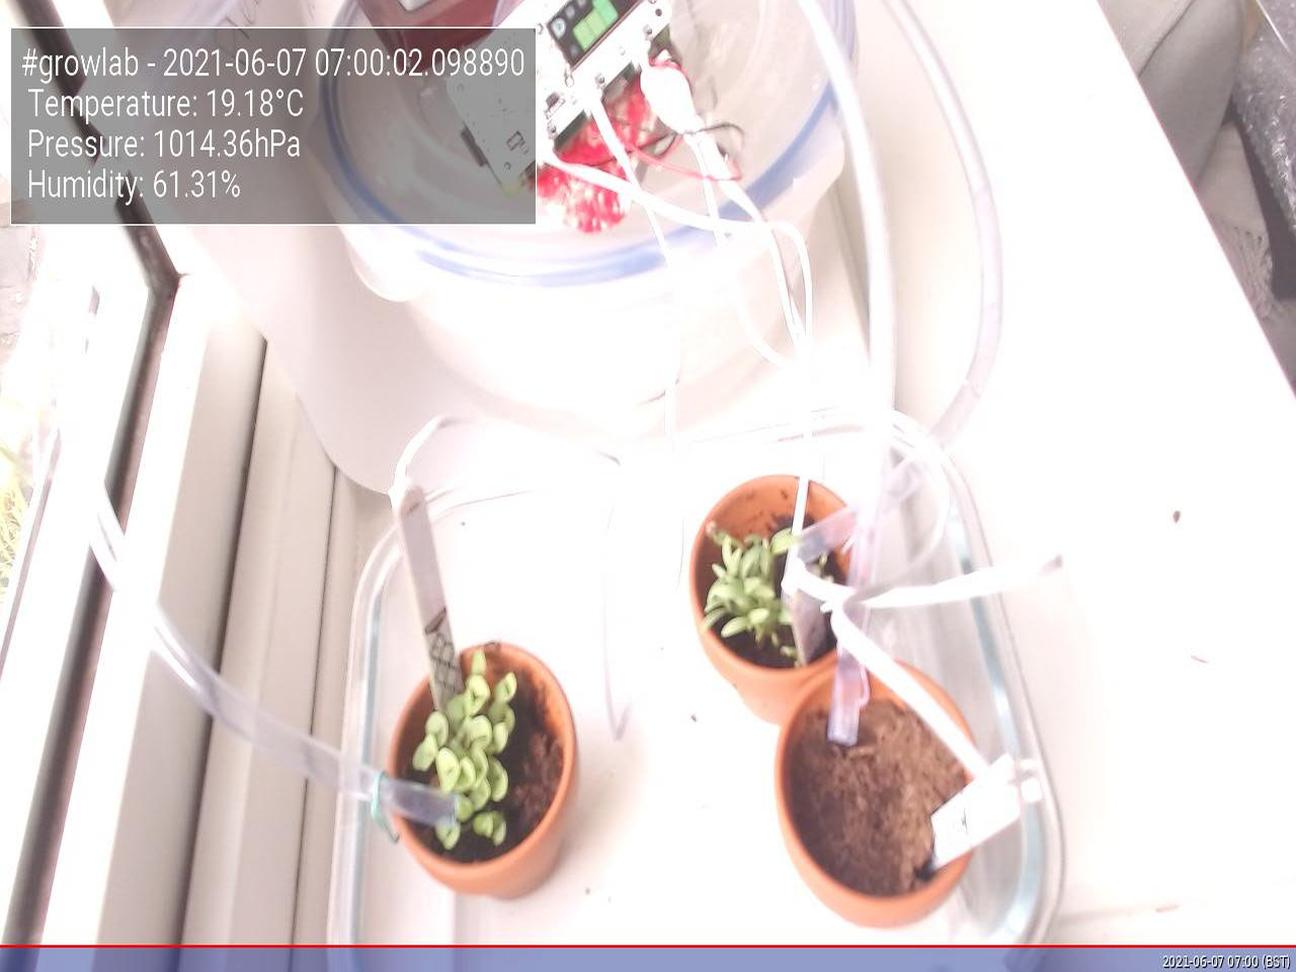 #growlab - 2021-06-07 07:00:02.098890
Temperature: 19.18°C
Pressure: 1014.36hPa
Humidity: 61.31%
2021-06-07 07:00 (BST)